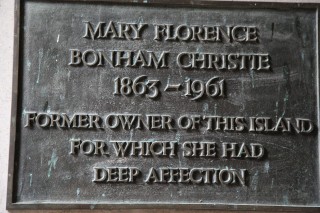 MARY FLORENCE
BONHAM CHRISTIE
1863-1961
FORMER OWNER OF THIS ISLAND
FOR WHICH SHE HAD
DEEP AFFECTION